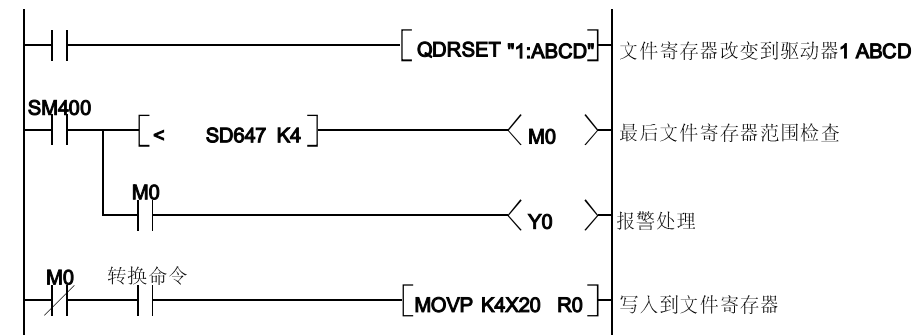 QDRSET "1:ABCD" 文件寄存器改变到驱动器1 ABCD
SM400
< SD647 K4 M0 最后文件寄存器范围检查
M0
Y0 报警处理
M0 转换命令
MOVP K4X20 R0 写入到文件寄存器